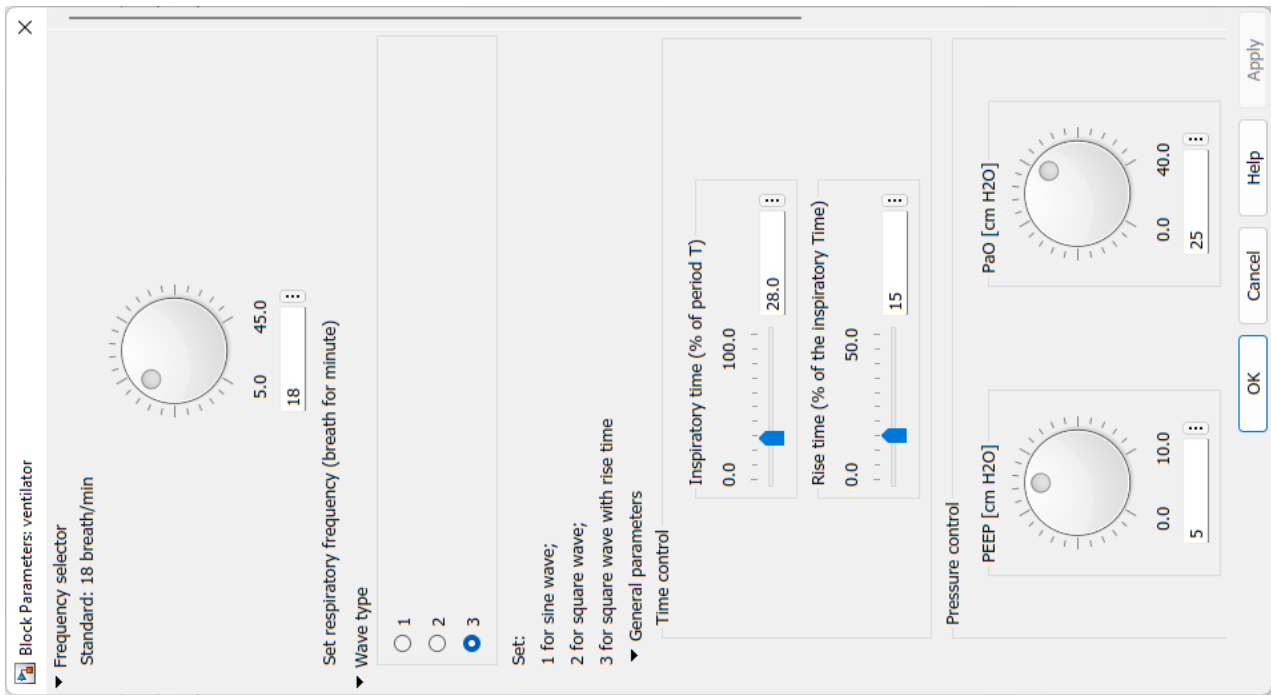 Block Parameters: ventilator
Frequency selector
Standard: 18 breath/min
5.0 45.0
18
Set respiratory frequency (breath for minute)
Wave type
1
2
3
Set:
1 for sine wave;
2 for square wave;
3 for square wave with rise time
General parameters
Time control
Inspiratory time (% of period T)
0.0 100.0
28.0
Rise time (% of the inspiratory Time)
0.0 50.0
15
Pressure control
PEEP [cm H2O]
0.0 10.0
5
PaO [cm H2O]
0.0 40.0
25
OK Cancel Help Apply